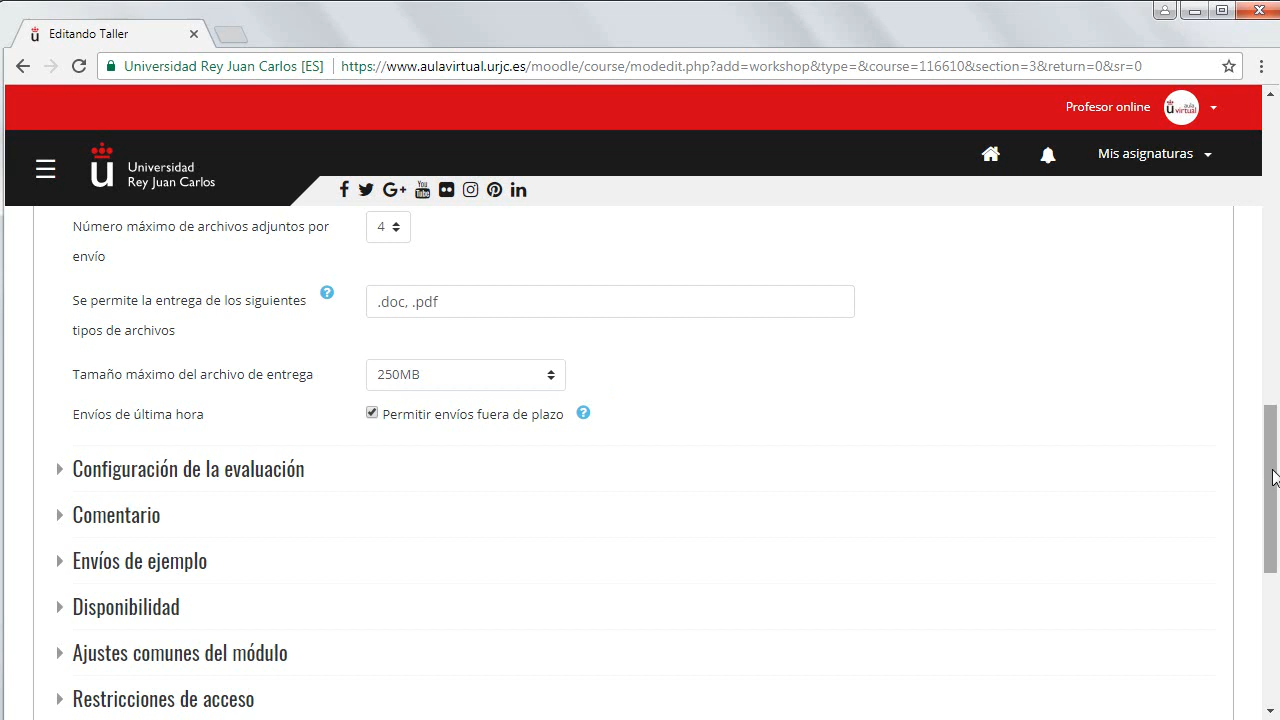 Editando Taller
Universidad Rey Juan Carlos [ES]
https://www.aulavirtual.urjc.es/moodle/course/modedit.php?add=workshop&type=&course=116610&section=3&return=0&sr=0
Profesor online
aula
virtual
Universidad
Rey Juan Carlos
Mis asignaturas
Número máximo de archivos adjuntos por
envío
4
Se permite la entrega de los siguientes
tipos de archivos
.doc, .pdf
Tamaño máximo del archivo de entrega
250MB
Envíos de última hora
Permitir envíos fuera de plazo
Configuración de la evaluación
Comentario
Envíos de ejemplo
Disponibilidad
Ajustes comunes del módulo
Restricciones de acceso